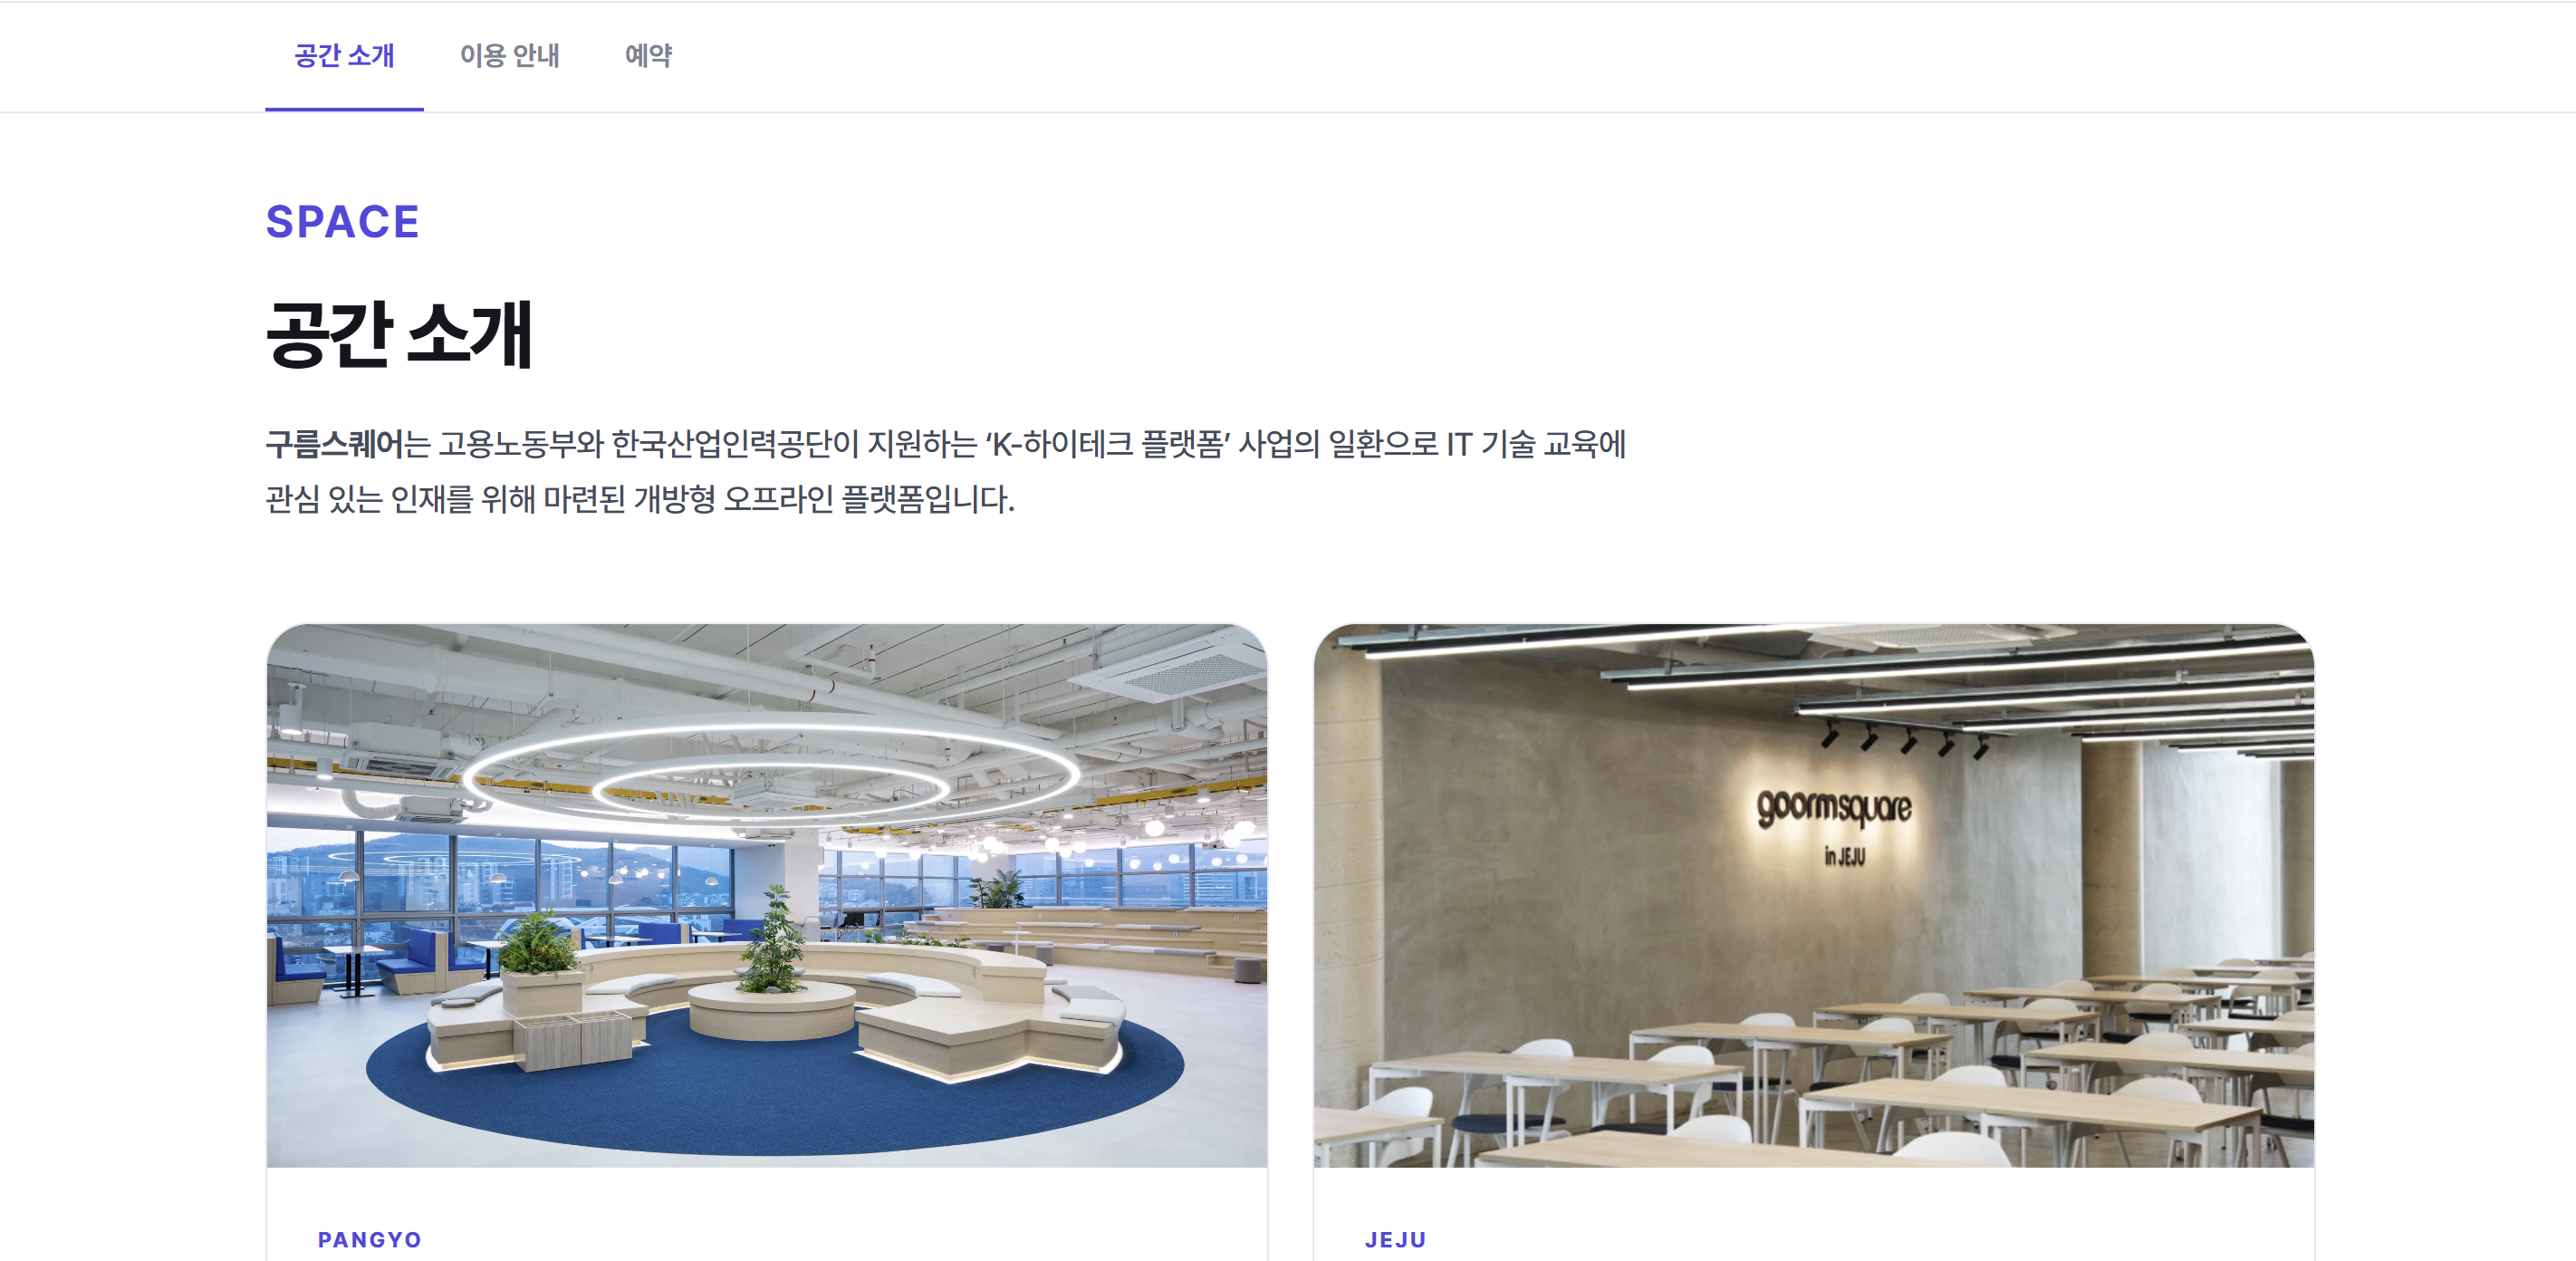 공간 소개
이용 안내
예약
SPACE
공간 소개
구름스퀘어는 고용노동부와 한국산업인력공단이 지원하는 ‘K-하이테크 플랫폼’ 사업의 일환으로 IT 기술 교육에
관심 있는 인재를 위해 마련된 개방형 오프라인 플랫폼입니다.
goormsquare
in JEJU
PANGYO
JEJU